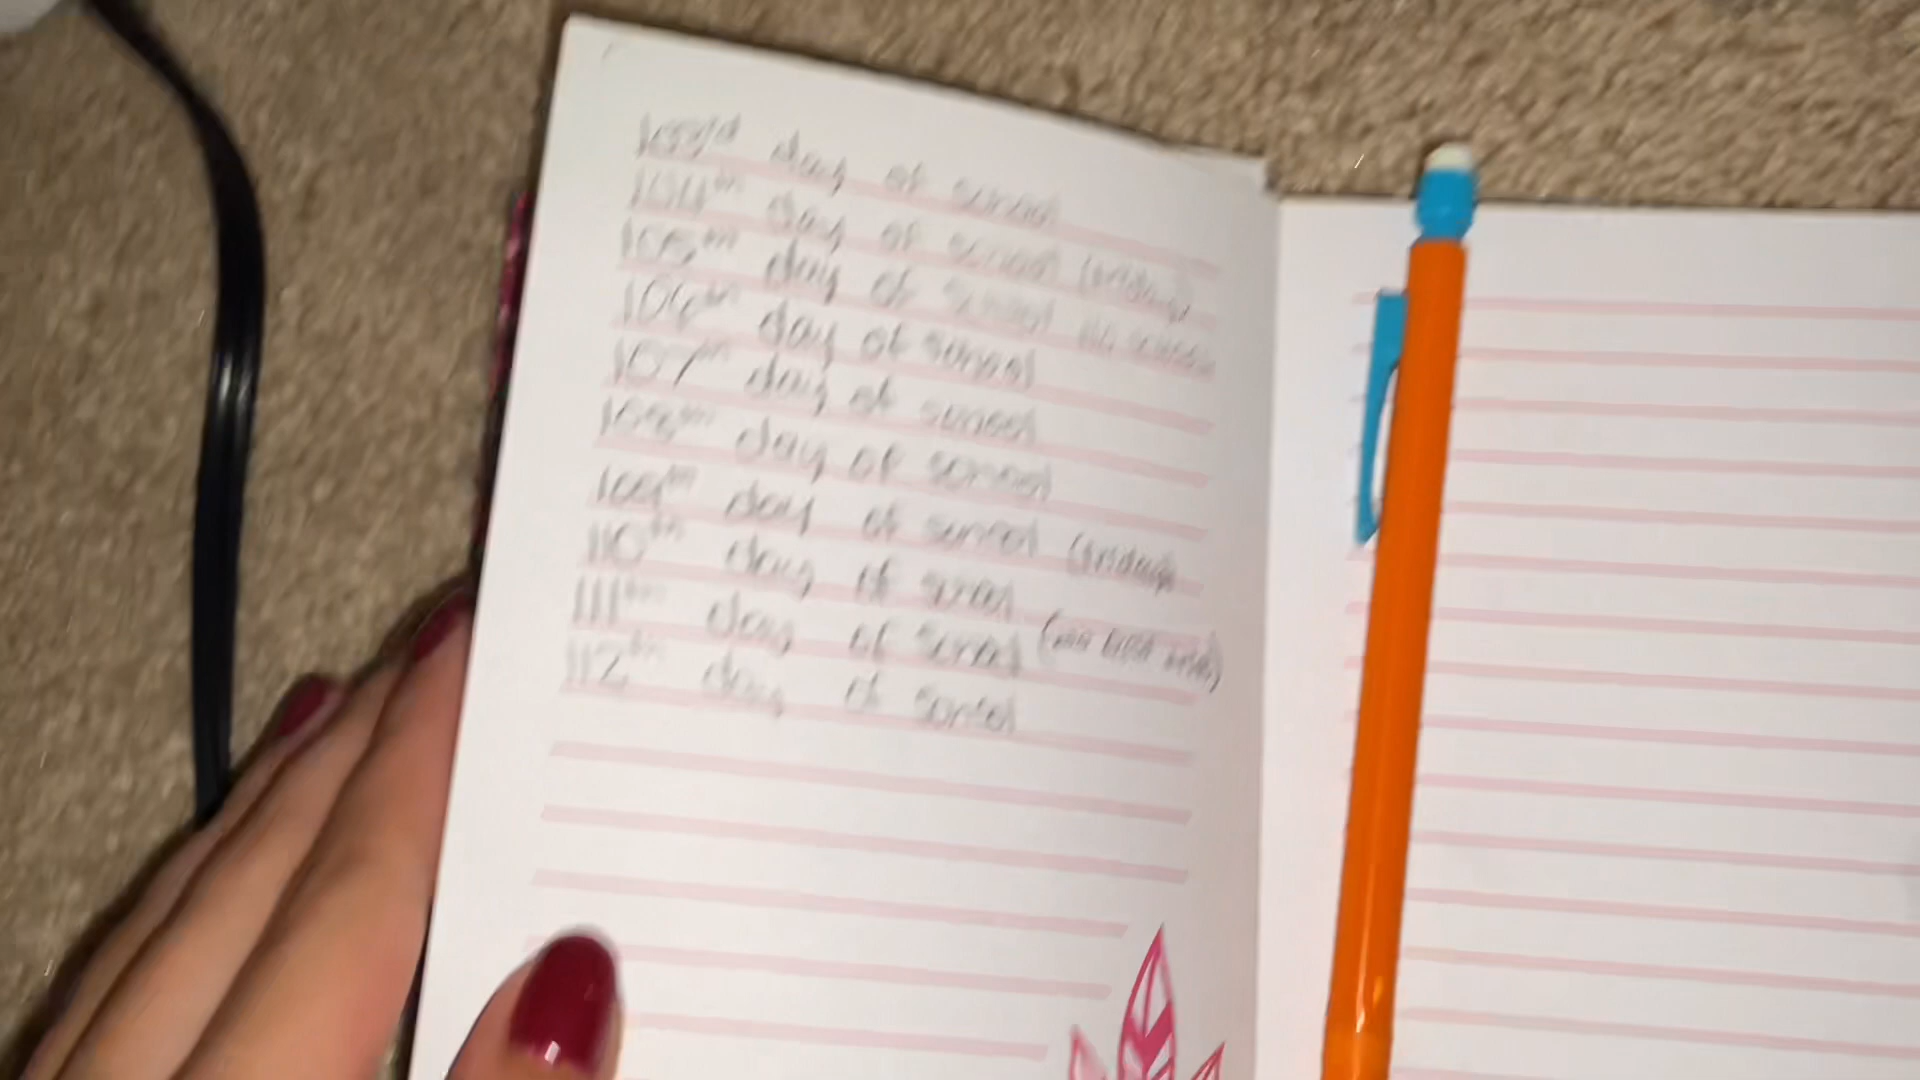 103rd day of school
104th day of school (friday)
105th day of school
106th day of school
107th day of school
108th day of school
109th day of school (friday)
110th day of school
111th day of school
112th day of school